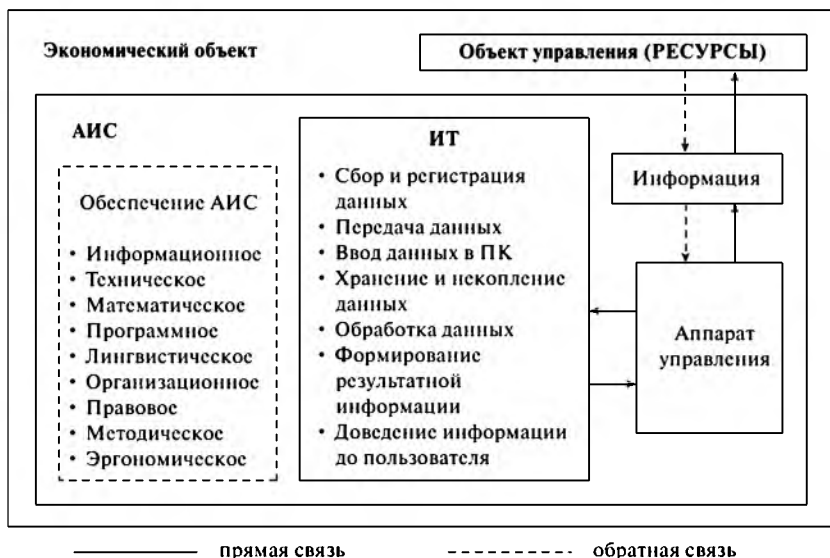 Экономический объект
Объект управления (РЕСУРСЫ)
АИС
Обеспечение АИС
• Информационное
• Техническое
• Математическое
• Программное
• Лингвистическое
• Организационное
• Правовое
• Методическое
• Эргономическое
ИТ
• Сбор и регистрация
данных
• Передача данных
• Ввод данных в ПК
• Хранение и некопление
данных
• Обработка данных
• Формирование
результатной
информации
• Доведение информации
до пользователя
Информация
Аппарат
управления
прямая связь
обратная связь